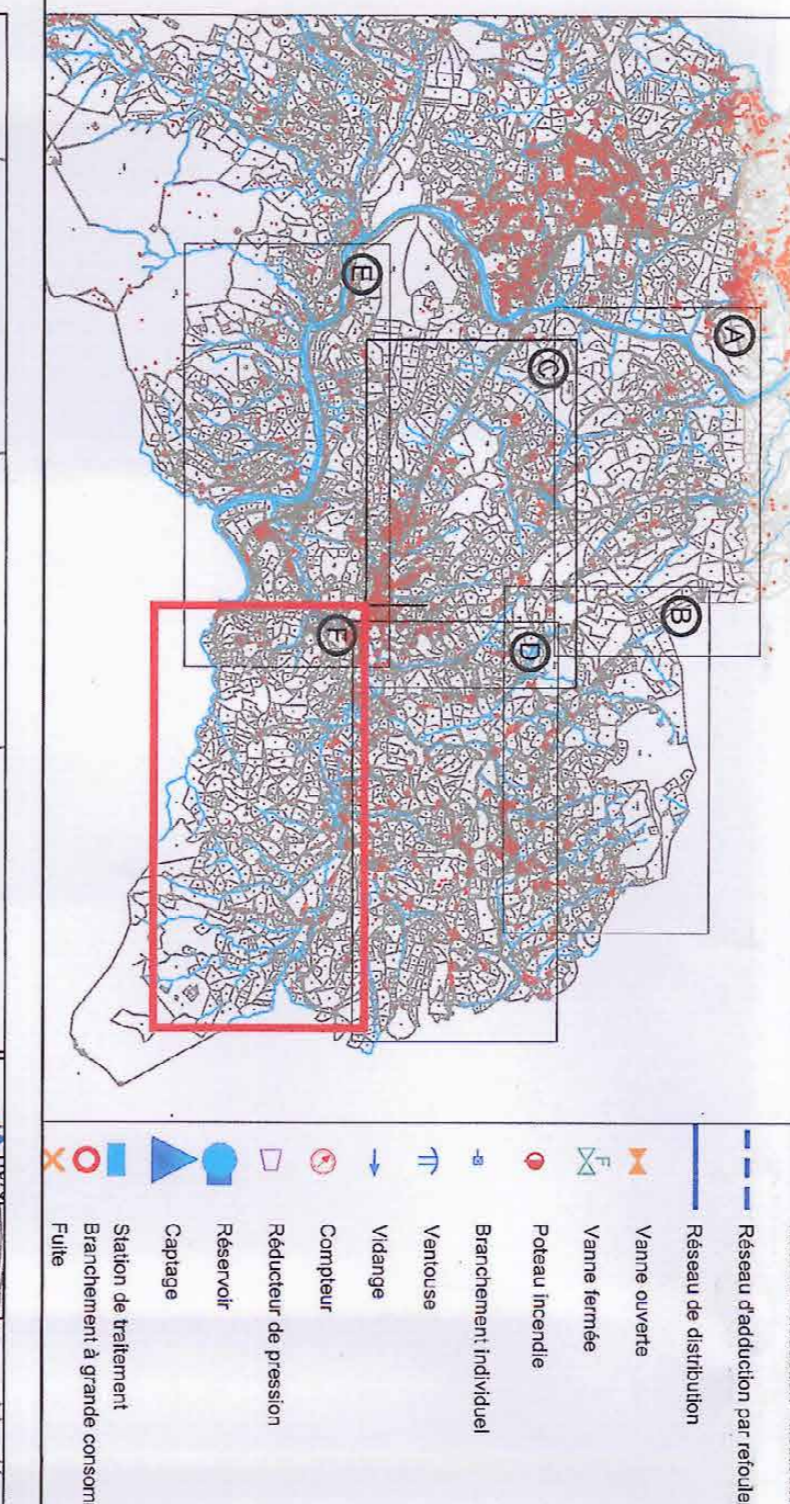 A
B
C
D
E
F
Réseau d'adduction par refoule
Réseau de distribution
Vanne ouverte
F
Vanne fermée
Poteau incendie
Branchement individuel
Ventouse
Vidange
Compteur
Réducteur de pression
Réservoir
Captage
Station de traitement
Branchement à grande consom
Fuite